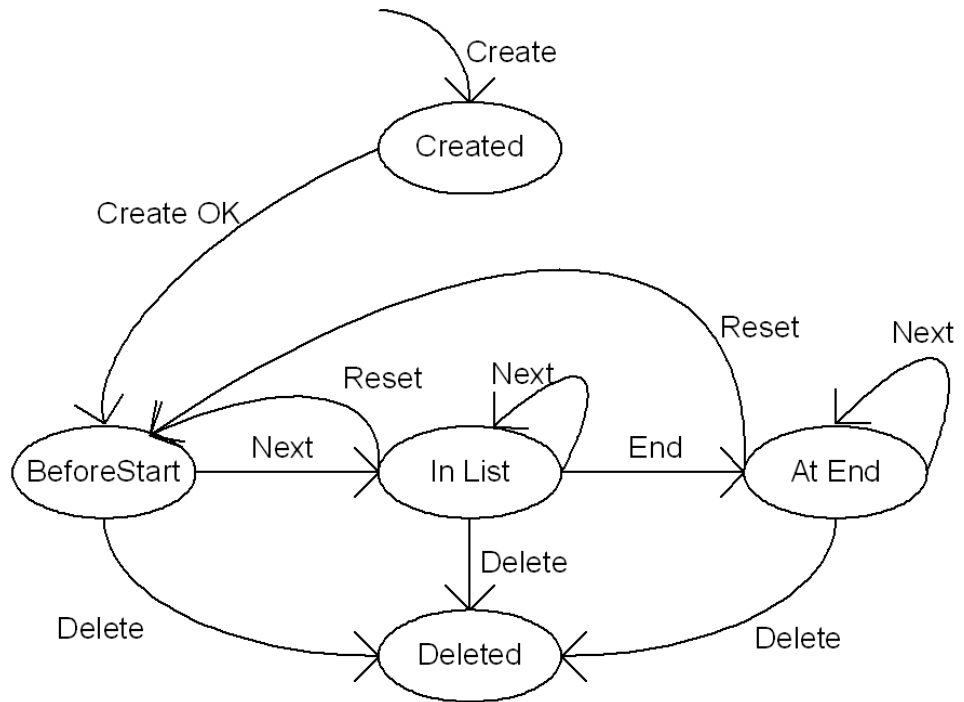 Create
Created
Create OK
Reset
Next
Reset
Next
BeforeStart
Next
In List
End
At End
Delete
Delete
Delete
Deleted